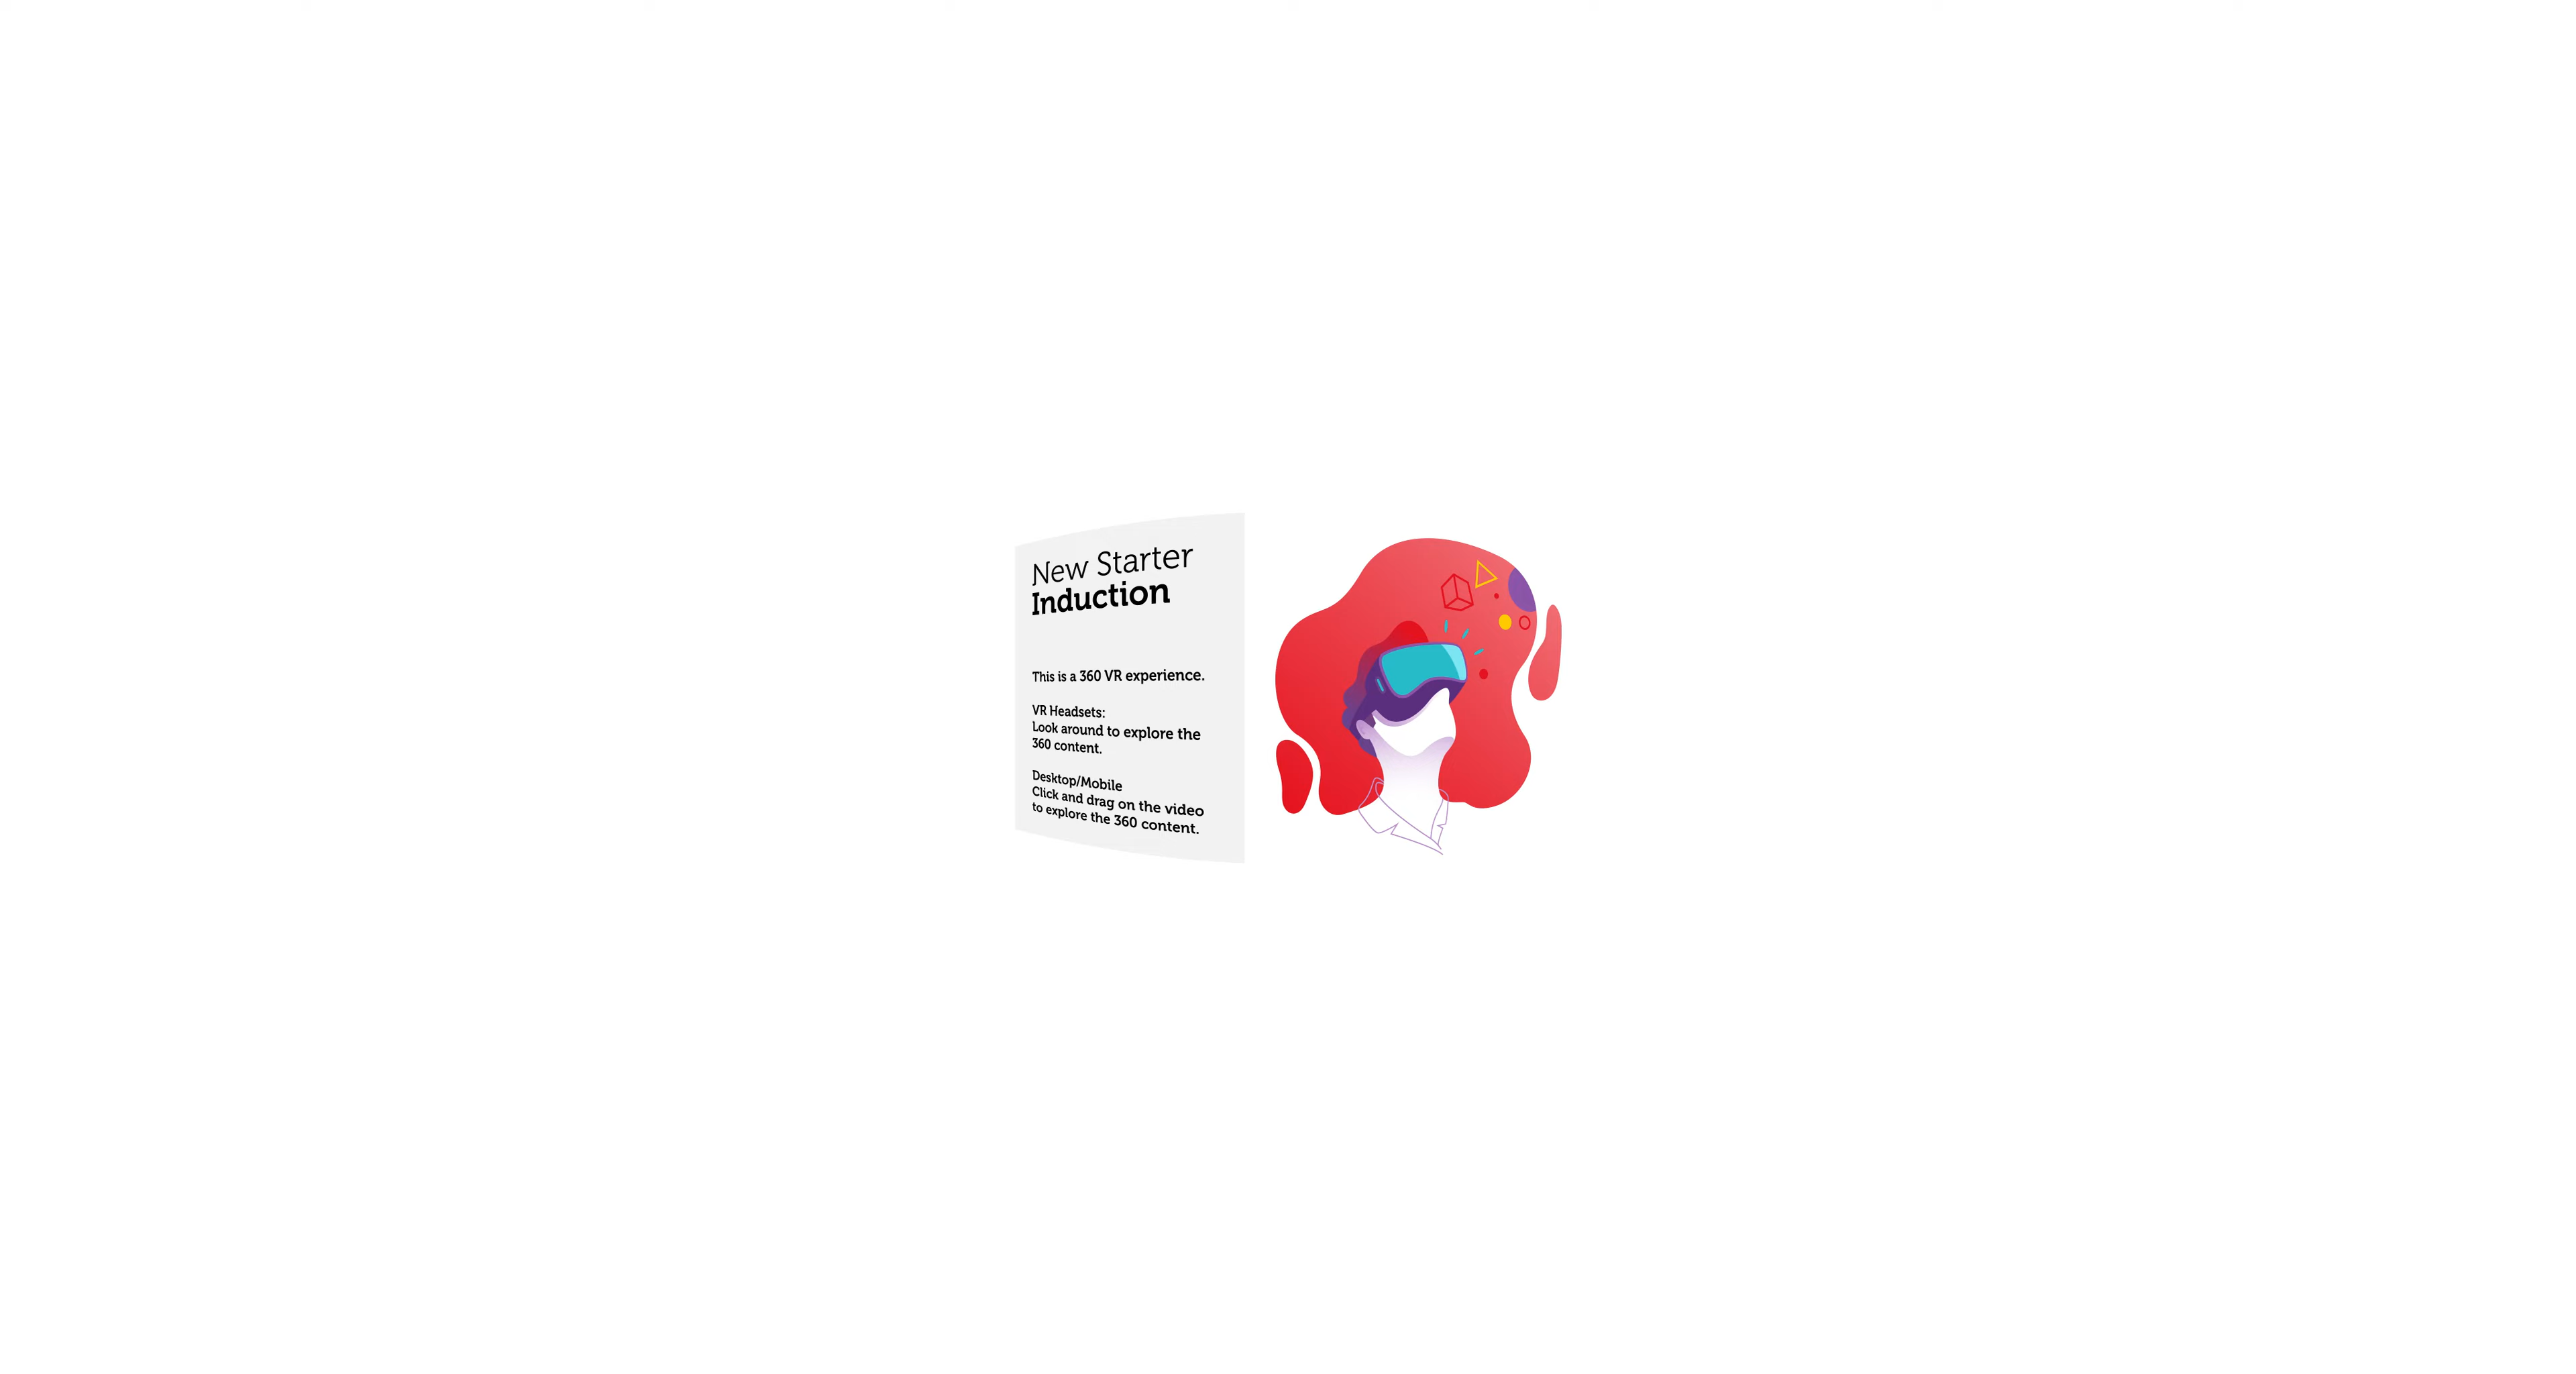 New Starter
Induction
This is a 360 VR experience.
VR Headsets:
Look around to explore the
360 content.
Desktop/Mobile
Click and drag on the video
to explore the 360 content.